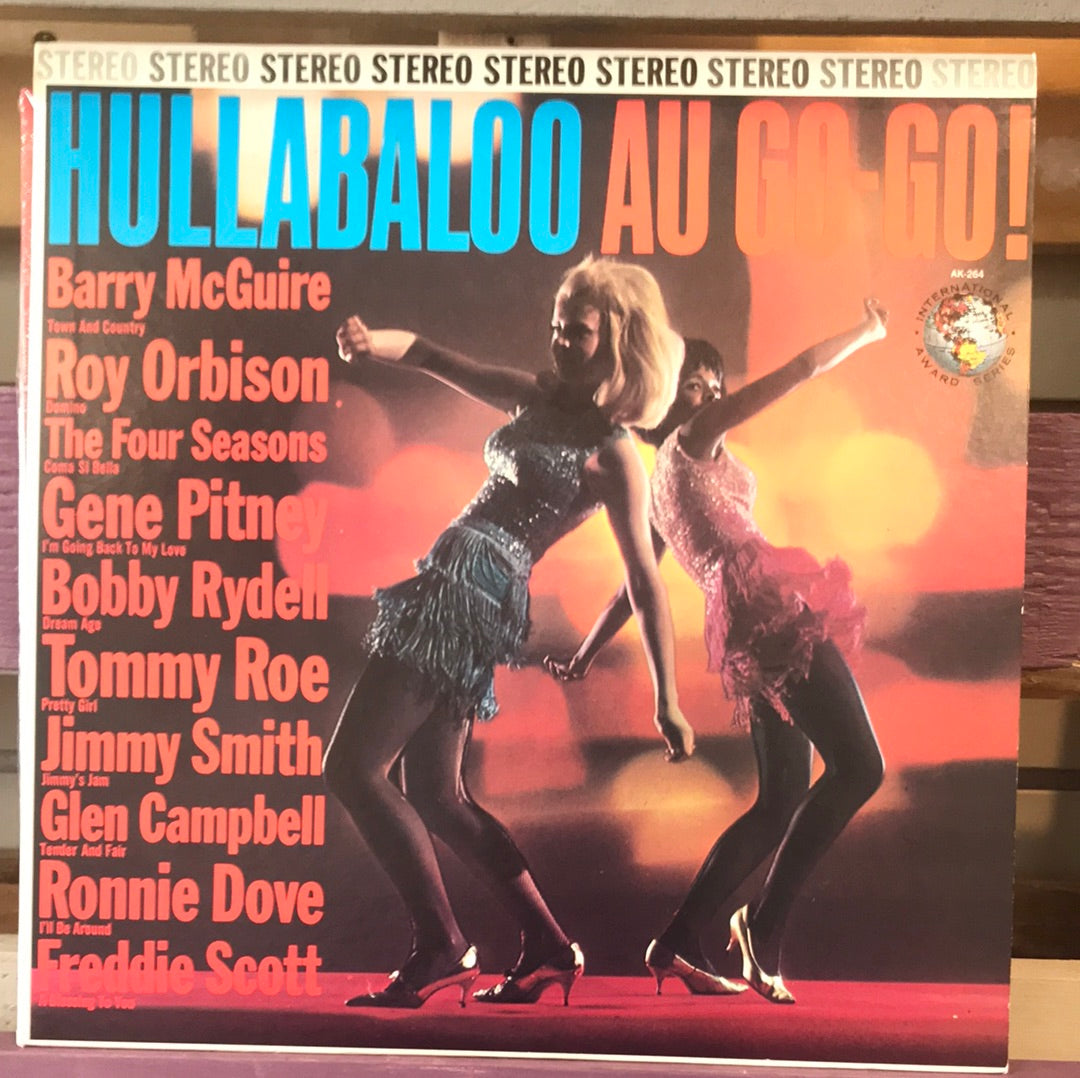 STEREO STEREO STEREO STEREO STEREO STEREO STEREO STEREO STEREO
HULLABALOO AU GO-GO!
AK-264
INTERNATIONAL
AWARD SERIES
Barry McGuire
Town And Country
Roy Orbison
Domino
The Four Seasons
Coma Si Bella
Gene Pitney
I'm Going Back To My Love
Bobby Rydell
Dream Age
Tommy Roe
Pretty Girl
Jimmy Smith
Jimmy's Jam
Glen Campbell
Tender And Fair
Ronnie Dove
I'll Be Around
Freddie Scott
A Blessing To You